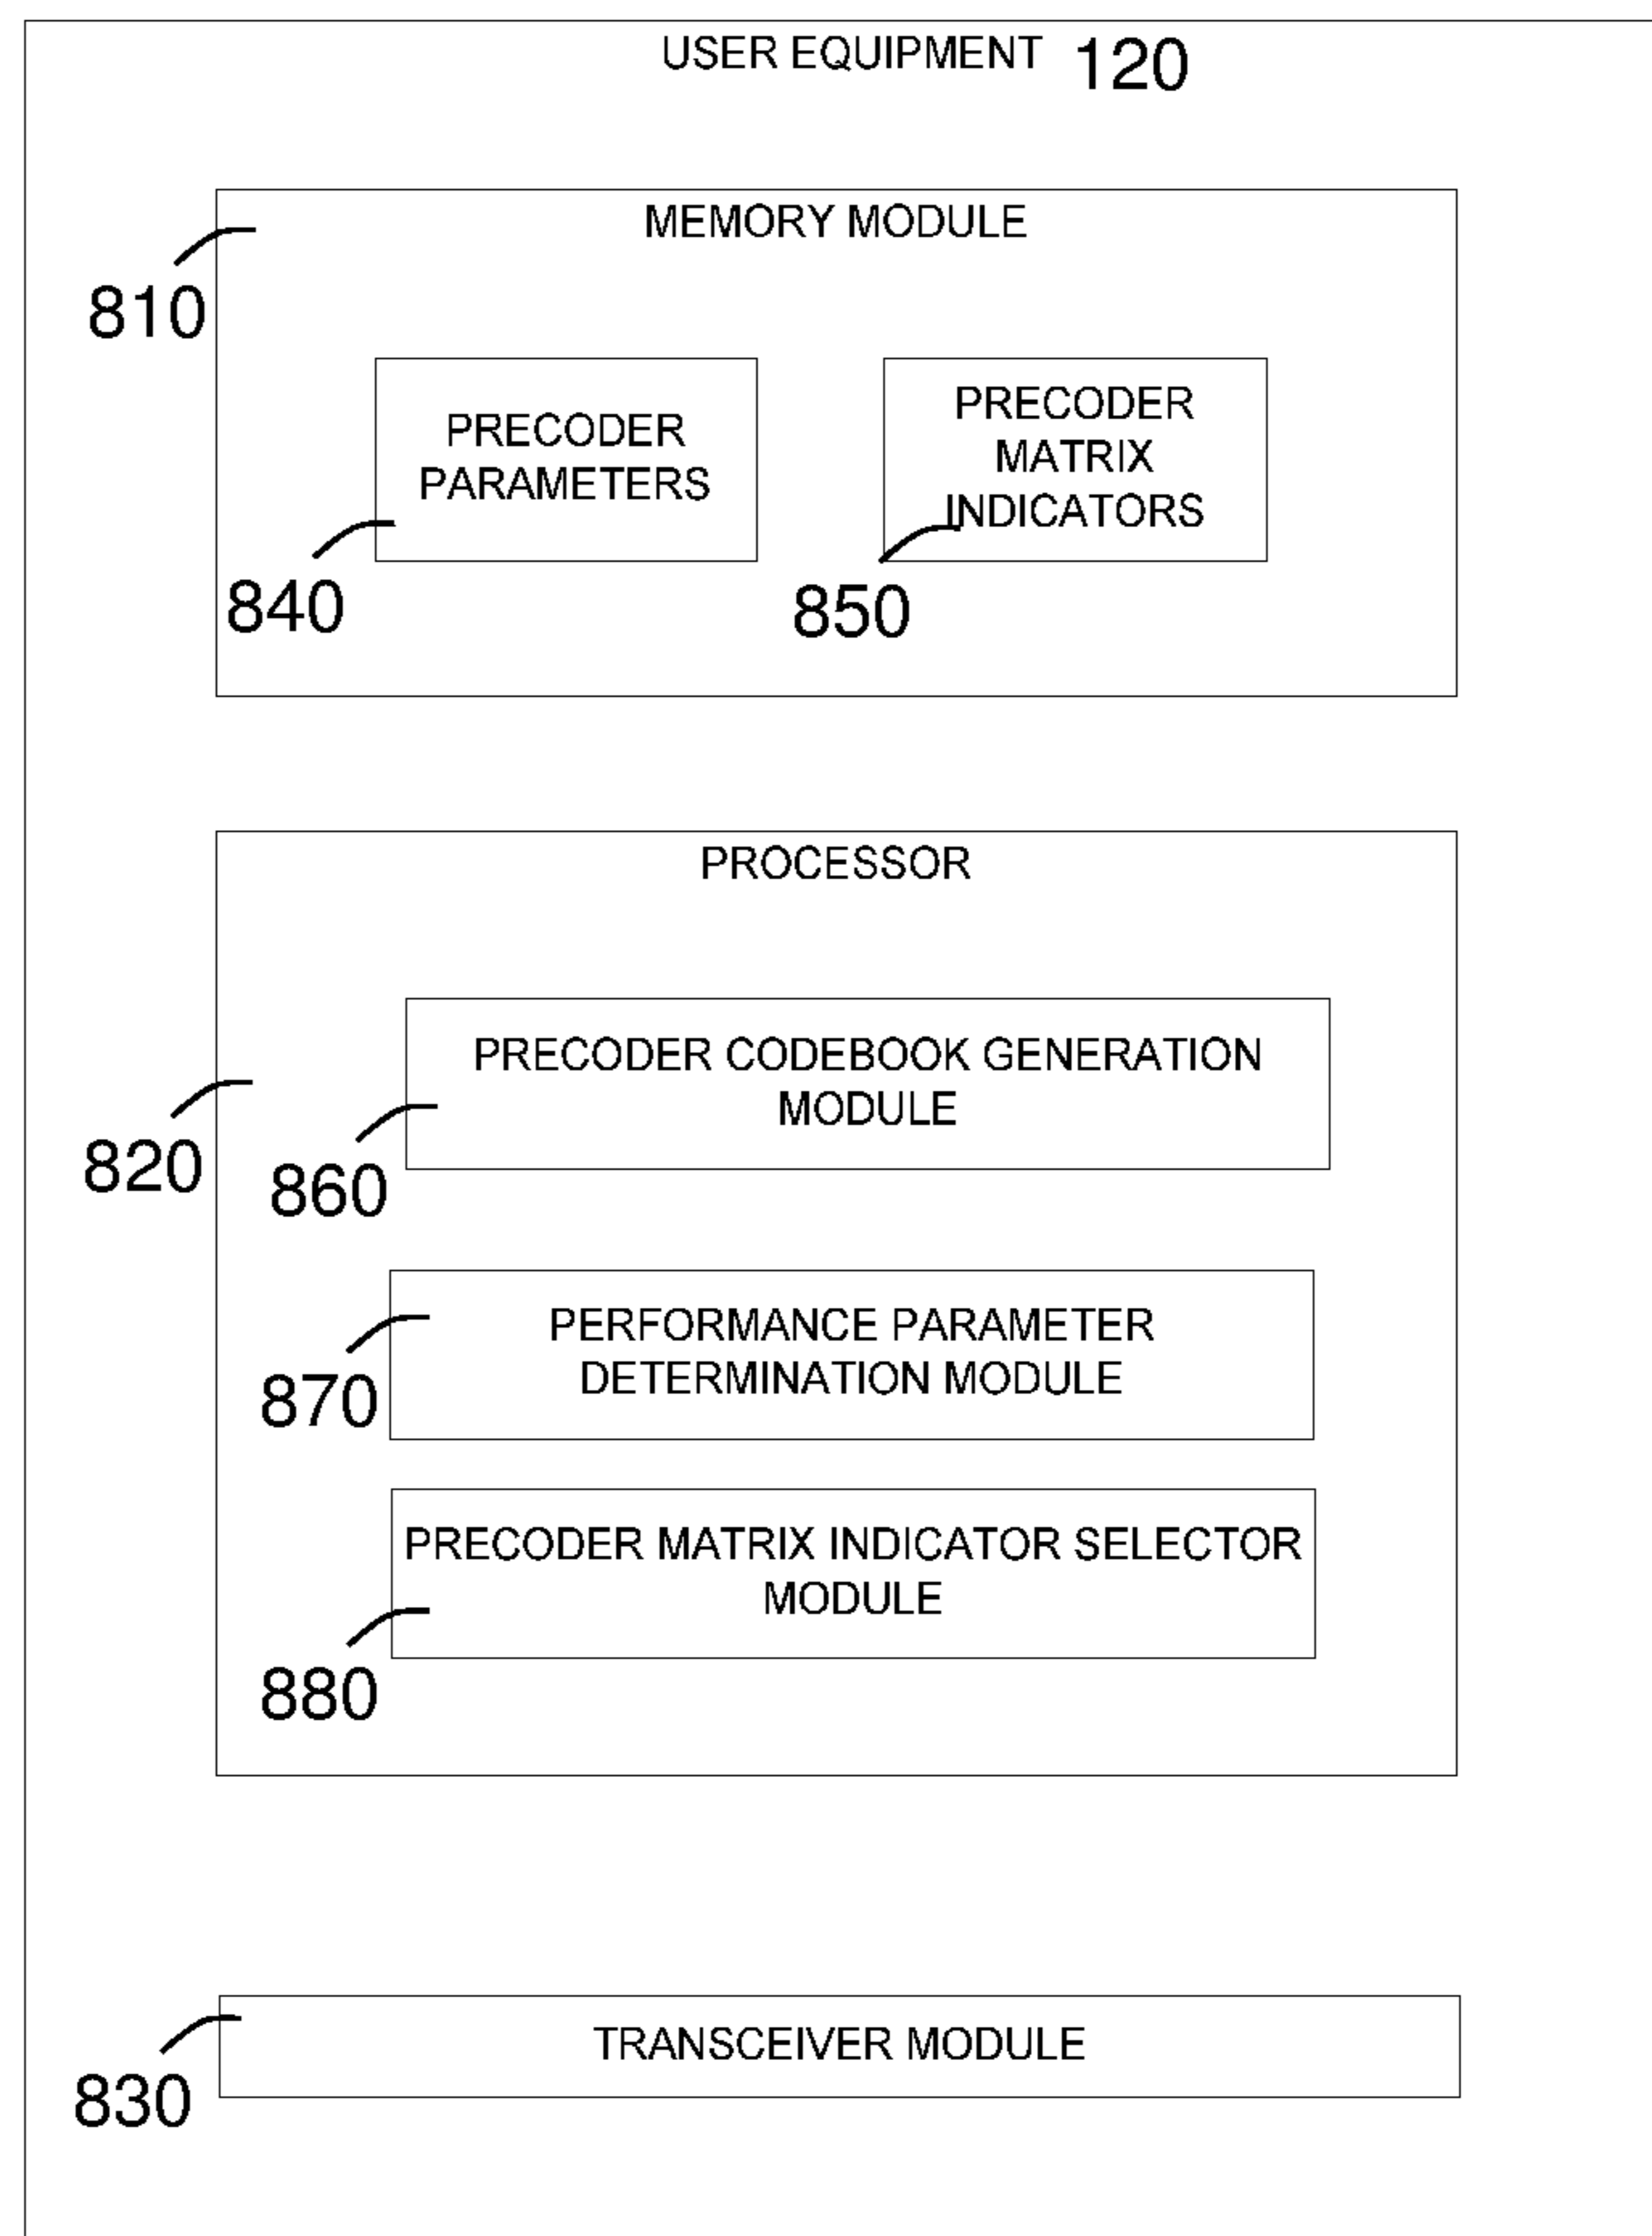 USER EQUIPMENT 120
MEMORY MODULE
810
PRECODER
PARAMETERS
840
PRECODER
MATRIX
INDICATORS
850
PROCESSOR
820
PRECODER CODEBOOK GENERATION
MODULE
860
PERFORMANCE PARAMETER
DETERMINATION MODULE
870
PRECODER MATRIX INDICATOR SELECTOR
MODULE
880
TRANSCEIVER MODULE
830